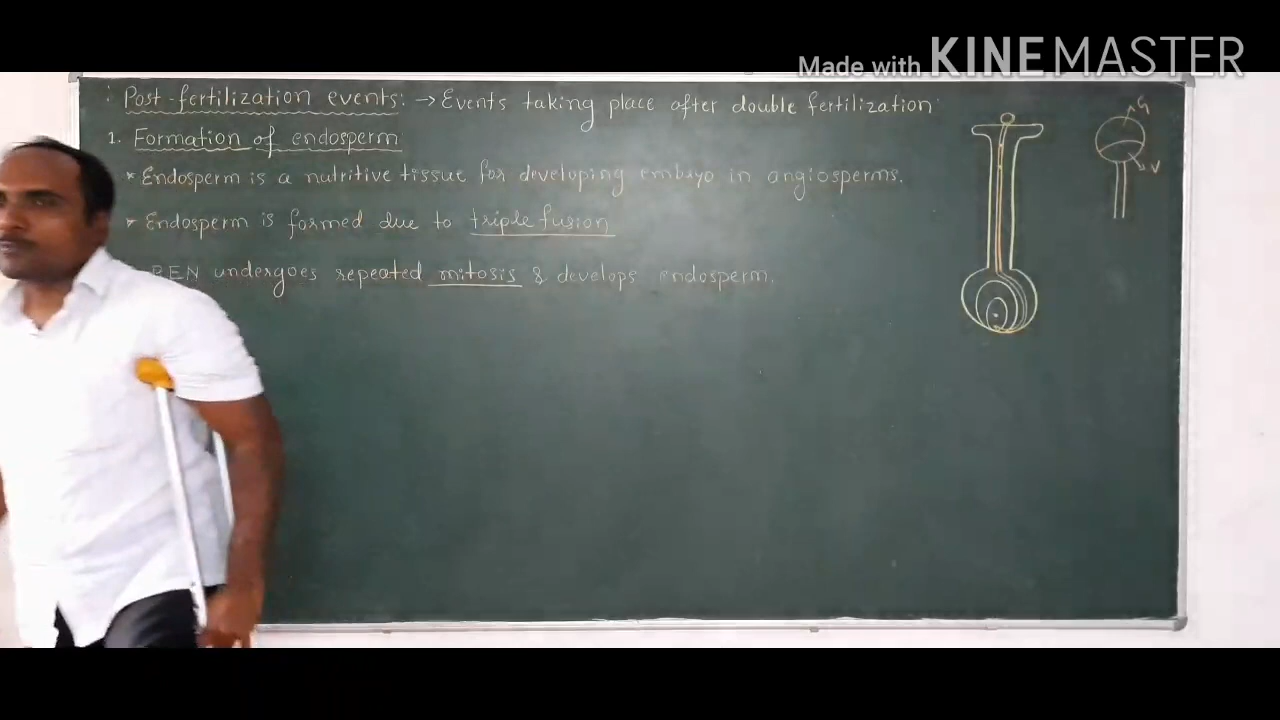 Made with KINEMASTER
Post-fertilization events: → Events taking place after double fertilization
1. Formation of endosperm
* Endosperm is a nutritive tissue for developing embryo in angiosperms.
* Endosperm is formed due to triple fusion
PEN undergoes repeated mitosis & develops endosperm.
G
V